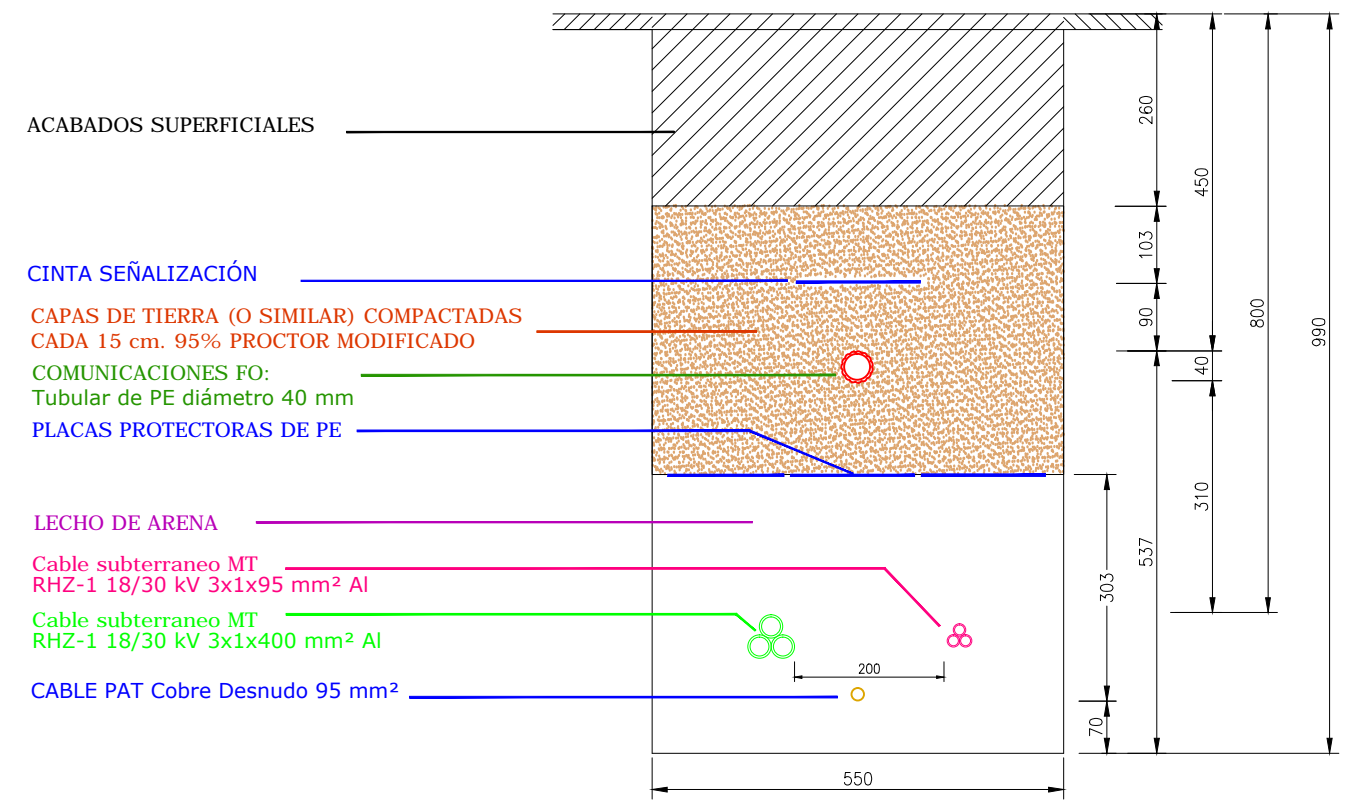 ACABADOS SUPERFICIALES
CINTA SEÑALIZACIÓN
CAPAS DE TIERRA (O SIMILAR) COMPACTADAS
CADA 15 cm. 95% PROCTOR MODIFICADO
COMUNICACIONES FO:
Tubular de PE diámetro 40 mm
PLACAS PROTECTORAS DE PE
LECHO DE ARENA
Cable subterraneo MT
RHZ-1 18/30 kV 3x1x95 mm² Al
Cable subterraneo MT
RHZ-1 18/30 kV 3x1x400 mm² Al
CABLE PAT Cobre Desnudo 95 mm²
200
550
260
103
90
537
303
70
450
40
310
800
990